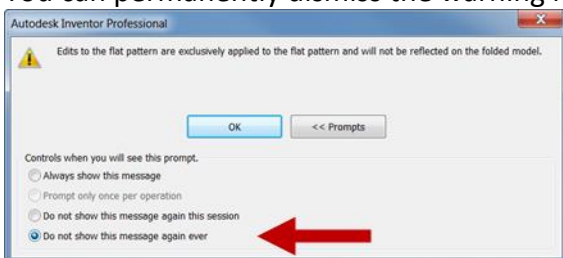 You can permanently dismiss the warning
Autodesk Inventor Professional
Edits to the flat pattern are exclusively applied to the flat pattern and will not be reflected on the folded model.
OK
<< Prompts
Controls when you will see this prompt.
Always show this message
Prompt only once per operation
Do not show this message again this session
Do not show this message again ever